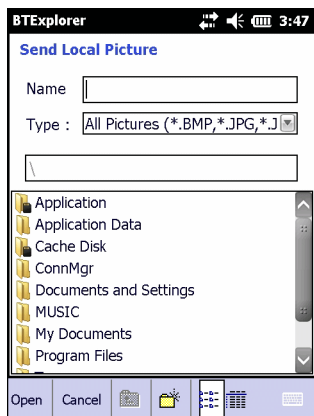 BTExplorer 3:47
Send Local Picture
Name
Type : All Pictures (*.BMP,*.JPG,*.J
\
Application
Application Data
Cache Disk
ConnMgr
Documents and Settings
MUSIC
My Documents
Program Files
Open Cancel